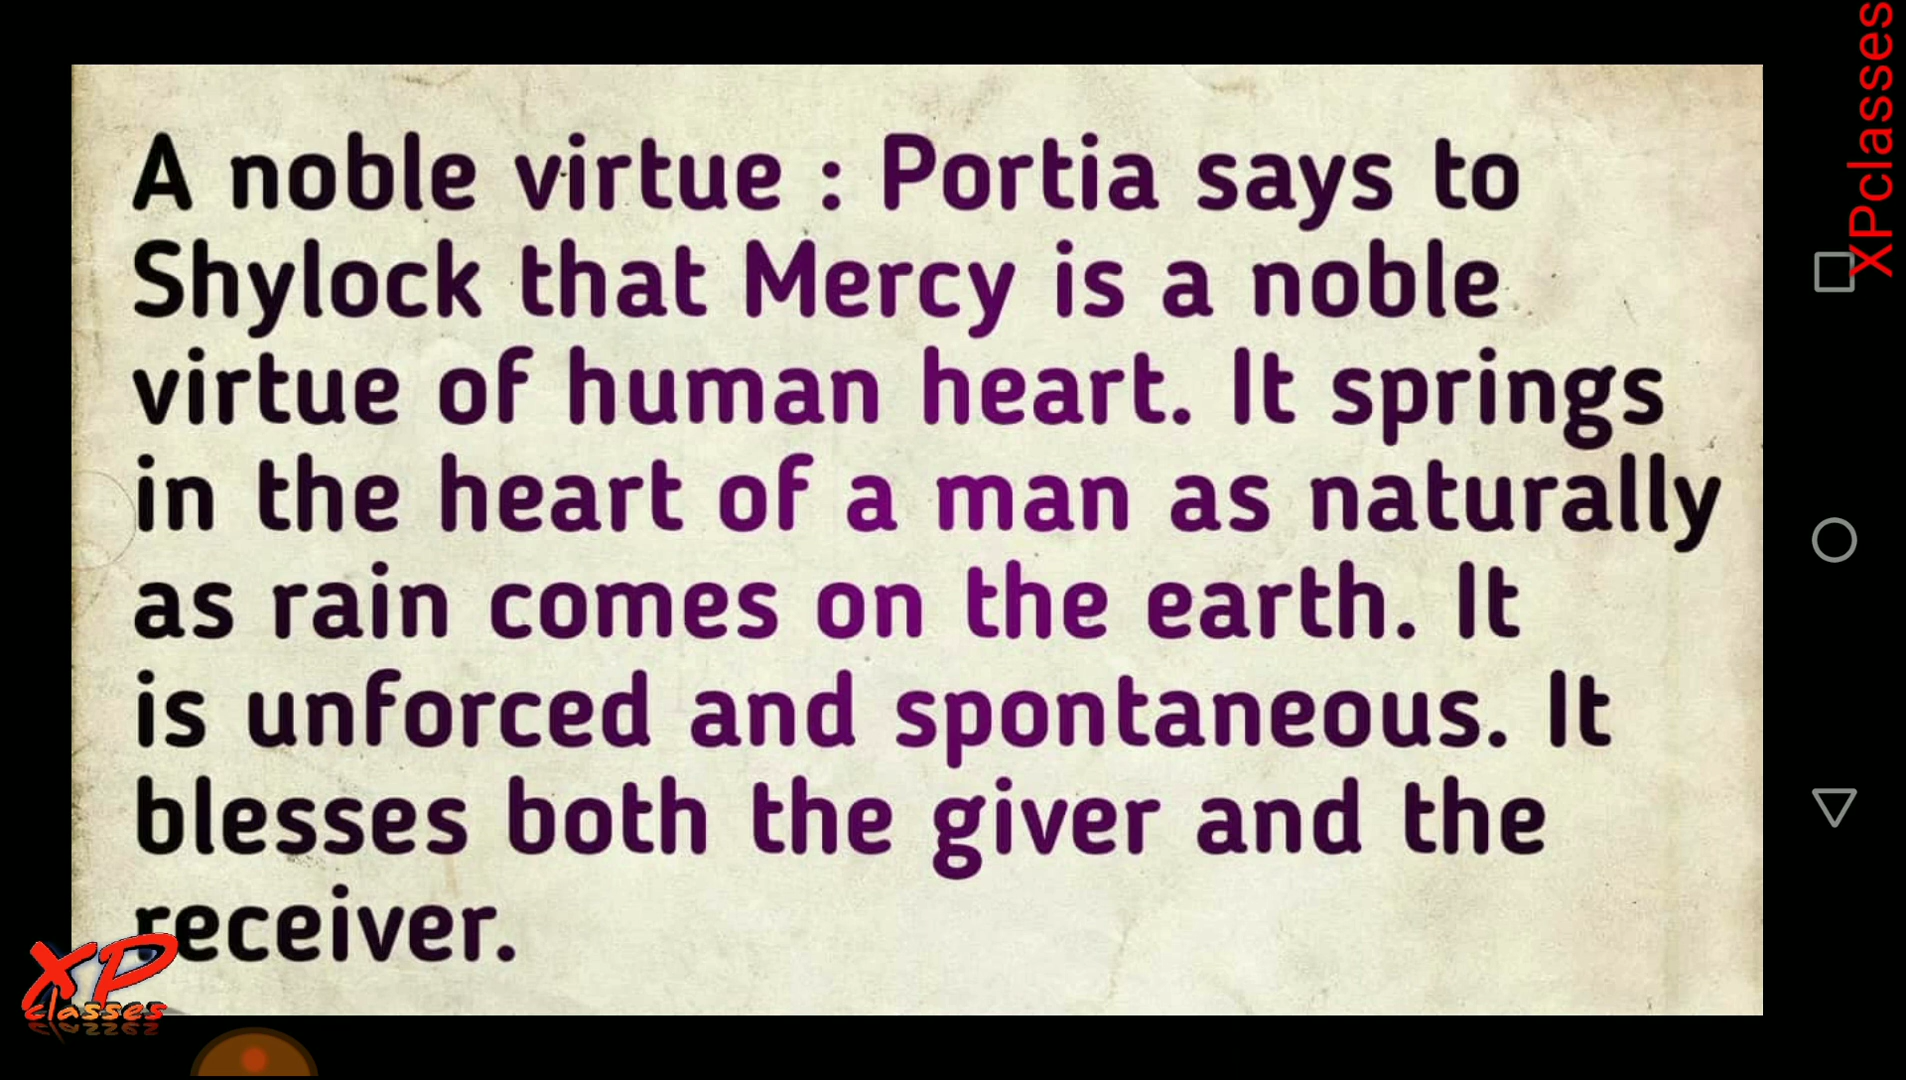 A noble virtue : Portia says to
Shylock that Mercy is a noble
virtue of human heart. It springs
in the heart of a man as naturally
as rain comes on the earth. It
is unforced and spontaneous. It
blesses both the giver and the
receiver.
XP
classes
XPclasses